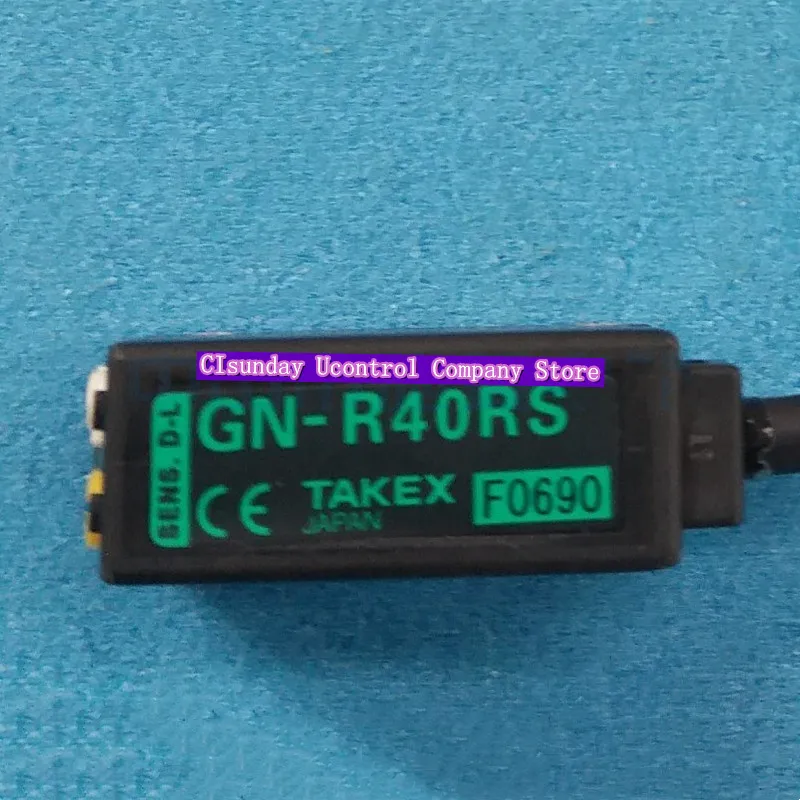 CIsunday Ucontrol Company Store
GN-R40RS
SENS. D.L
CE TAKEX F0690
JAPAN